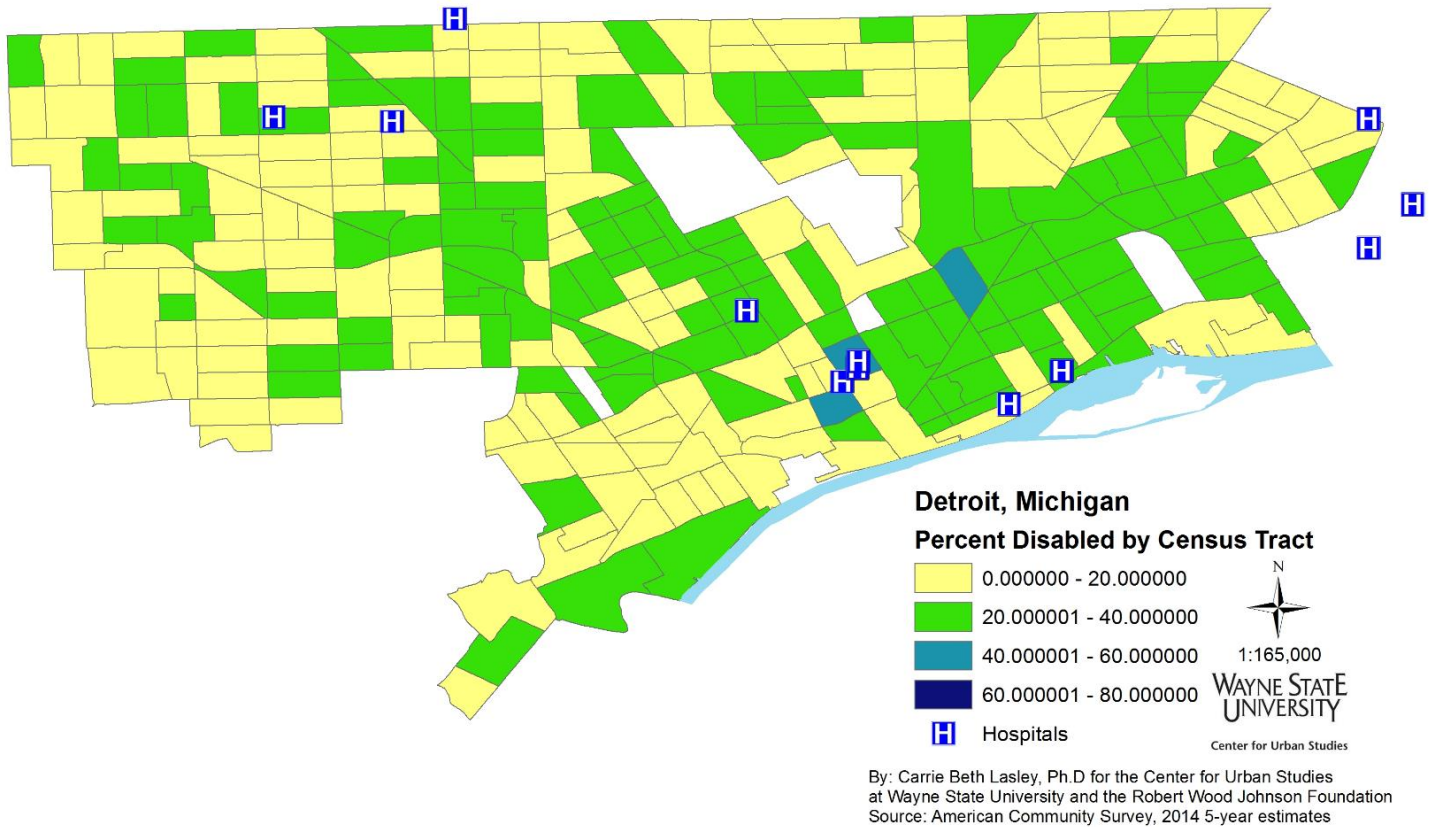 H
H
H
H
H
H
H
H
H
H
H
H
Detroit, Michigan
Percent Disabled by Census Tract
0.000000 - 20.000000
20.000001 - 40.000000
40.000001 - 60.000000
60.000001 - 80.000000
H Hospitals
N
1:165,000
WAYNE STATE
UNIVERSITY
Center for Urban Studies
By: Carrie Beth Lasley, Ph.D for the Center for Urban Studies
at Wayne State University and the Robert Wood Johnson Foundation
Source: American Community Survey, 2014 5-year estimates